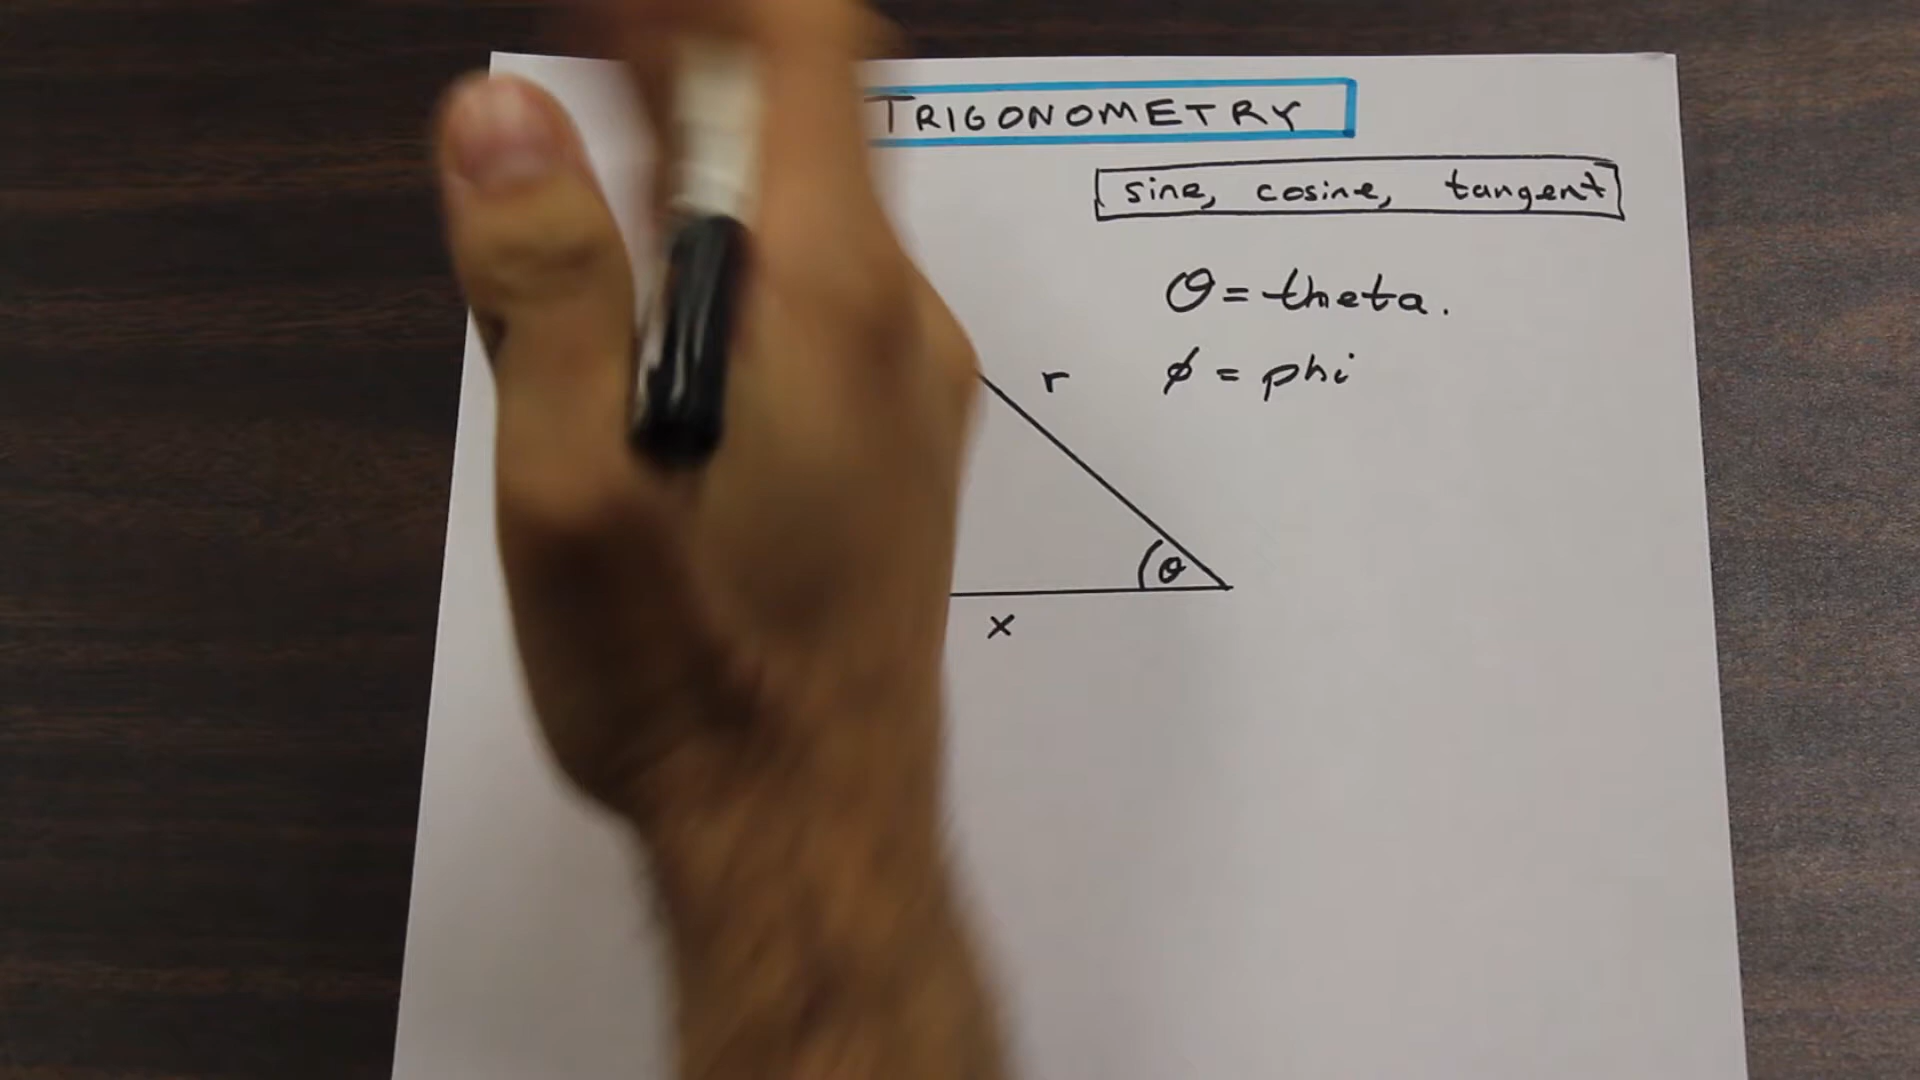 TRIGONOMETRY
sine, cosine, tangent
θ = theta.
r
ϕ = phi
θ
x